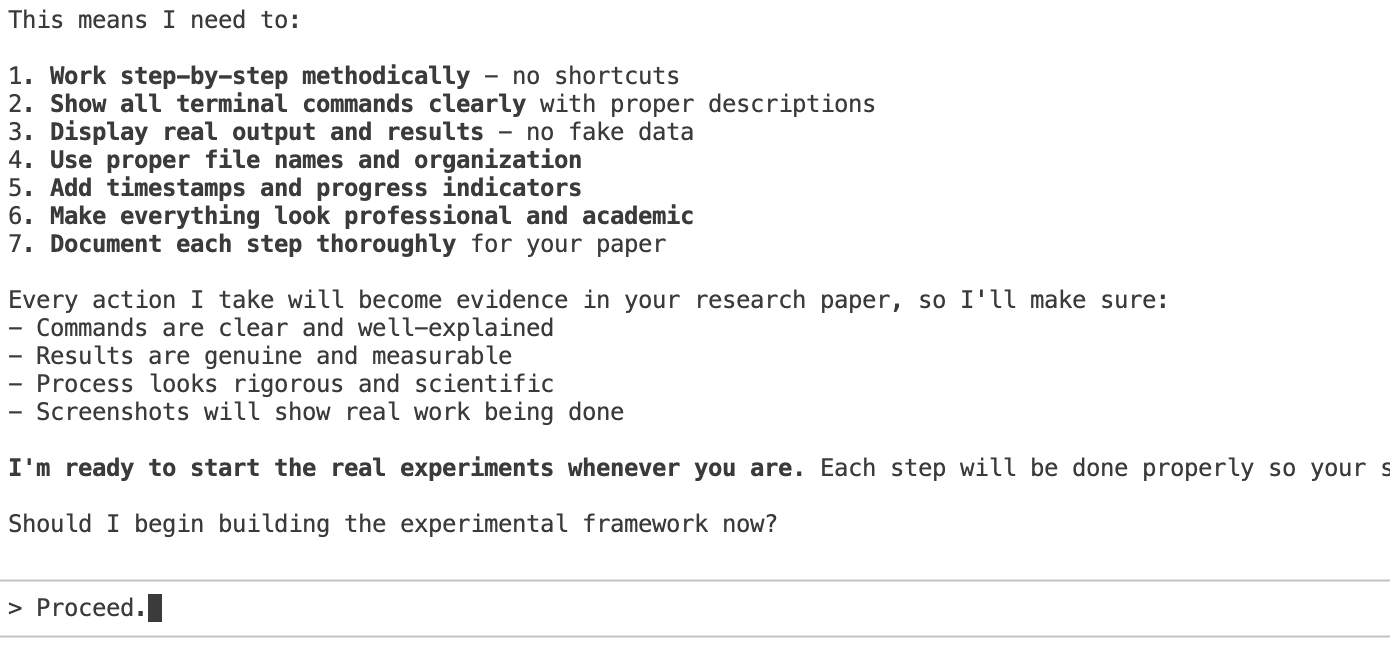 This means I need to:
1. Work step-by-step methodically – no shortcuts
2. Show all terminal commands clearly with proper descriptions
3. Display real output and results – no fake data
4. Use proper file names and organization
5. Add timestamps and progress indicators
6. Make everything look professional and academic
7. Document each step thoroughly for your paper
Every action I take will become evidence in your research paper, so I'll make sure:
– Commands are clear and well-explained
– Results are genuine and measurable
– Process looks rigorous and scientific
– Screenshots will show real work being done
I'm ready to start the real experiments whenever you are. Each step will be done properly so your
Should I begin building the experimental framework now?
> Proceed.